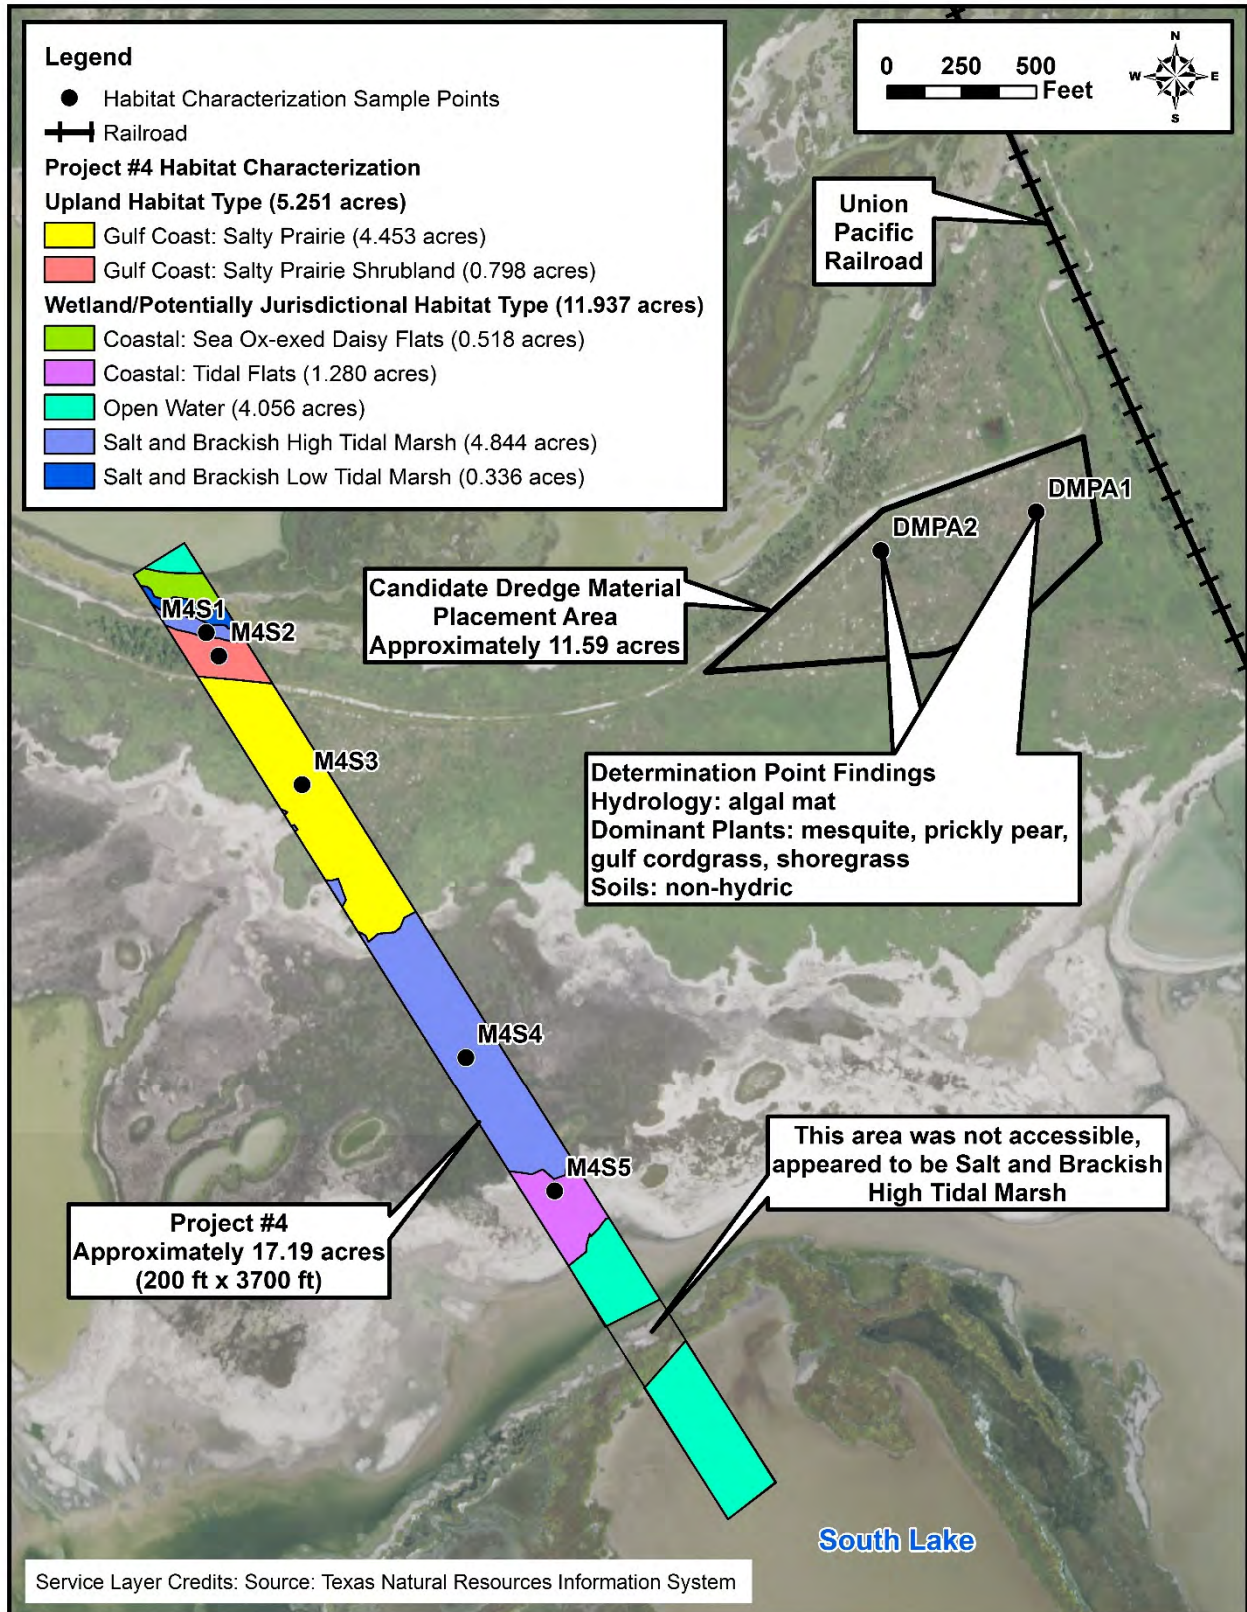 Legend
Habitat Characterization Sample Points
Railroad
Project #4 Habitat Characterization
Upland Habitat Type (5.251 acres)
Gulf Coast: Salty Prairie (4.453 acres)
Gulf Coast: Salty Prairie Shrubland (0.798 acres)
Wetland/Potentially Jurisdictional Habitat Type (11.937 acres)
Coastal: Sea Ox-exed Daisy Flats (0.518 acres)
Coastal: Tidal Flats (1.280 acres)
Open Water (4.056 acres)
Salt and Brackish High Tidal Marsh (4.844 acres)
Salt and Brackish Low Tidal Marsh (0.336 aces)
0 250 500
Feet
N
W E
S
Union
Pacific
Railroad
DMPA1
DMPA2
Candidate Dredge Material
Placement Area
Approximately 11.59 acres
M4S1
M4S2
M4S3
Determination Point Findings
Hydrology: algal mat
Dominant Plants: mesquite, prickly pear,
gulf cordgrass, shoregrass
Soils: non-hydric
M4S4
M4S5
This area was not accessible,
appeared to be Salt and Brackish
High Tidal Marsh
Project #4
Approximately 17.19 acres
(200 ft x 3700 ft)
South Lake
Service Layer Credits: Source: Texas Natural Resources Information System